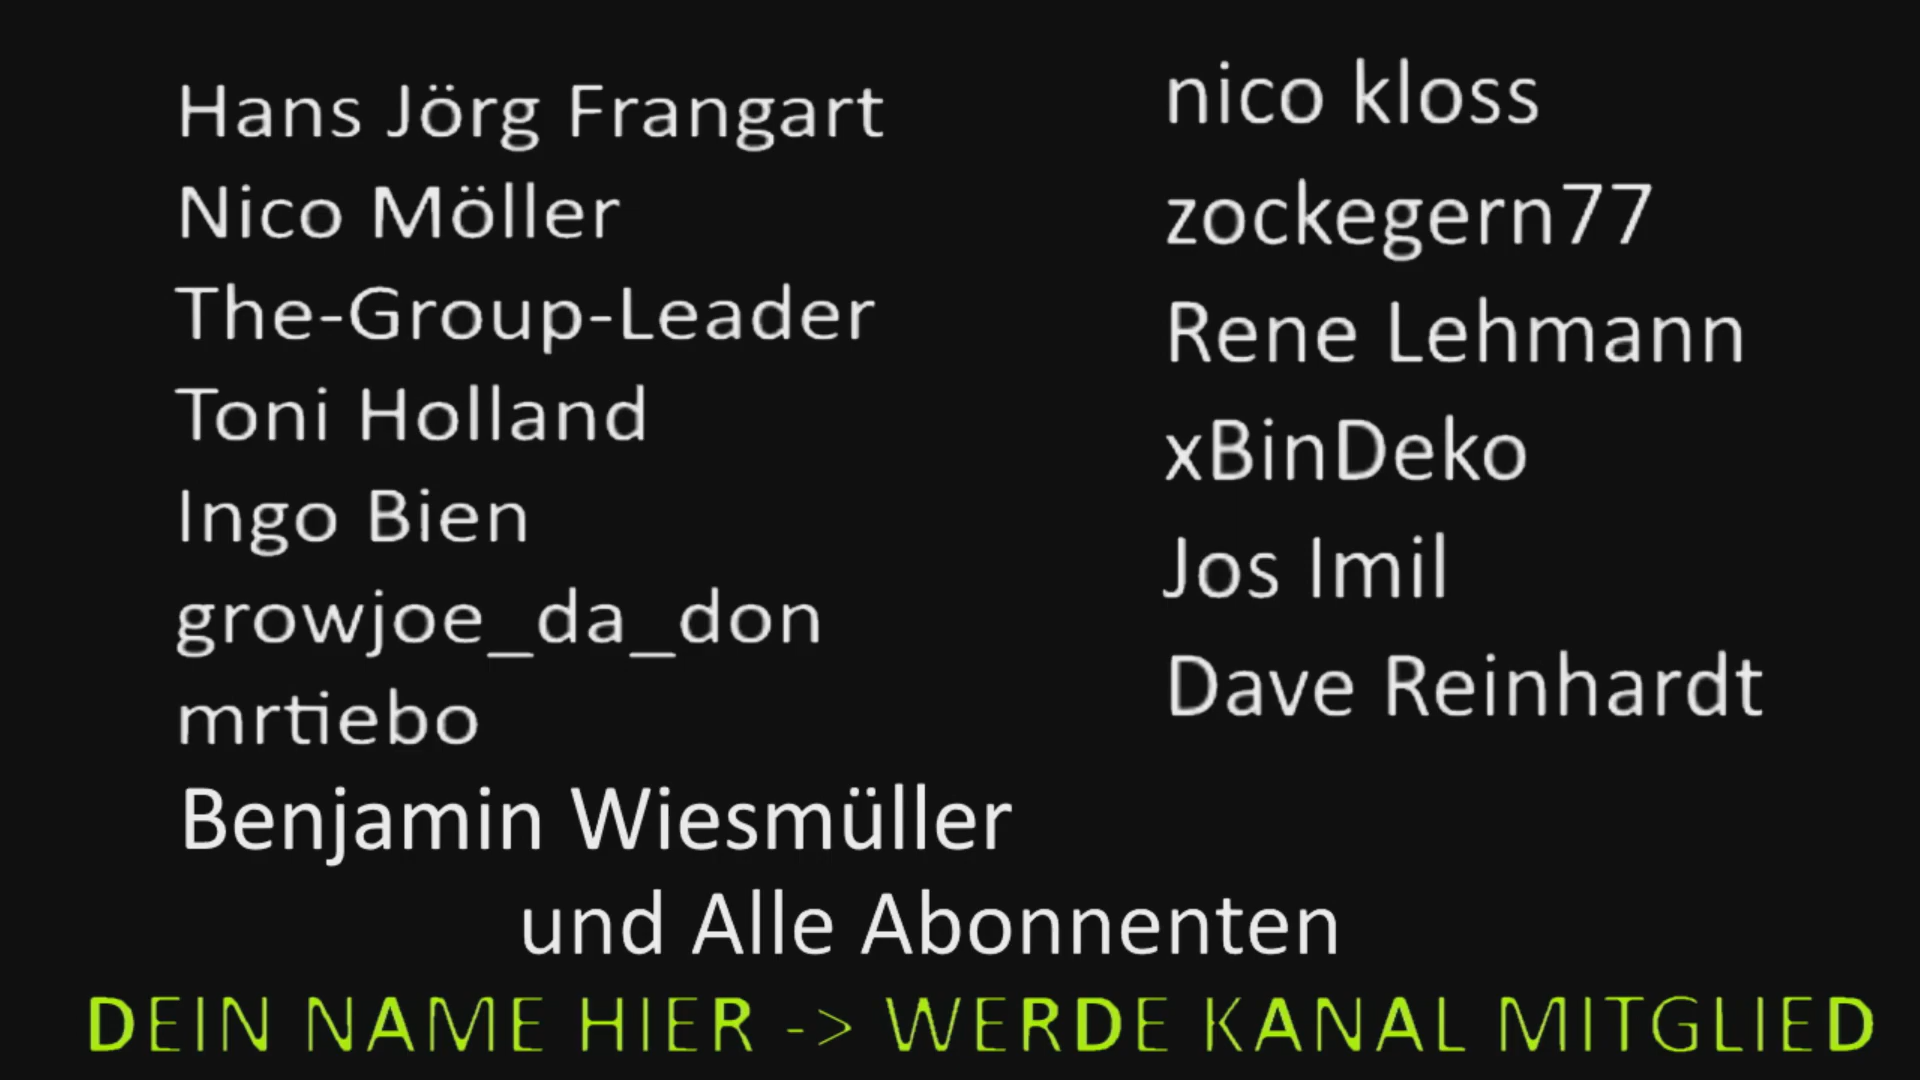 Hans Jörg Frangart
Nico Möller
The-Group-Leader
Toni Holland
Ingo Bien
growjoe_da_don
mrtiebo
Benjamin Wiesmüller
nico kloss
zockegern77
Rene Lehmann
xBinDeko
Jos Imil
Dave Reinhardt
und Alle Abonnenten
DEIN NAME HIER -> WERDE KANAL MITGLIED